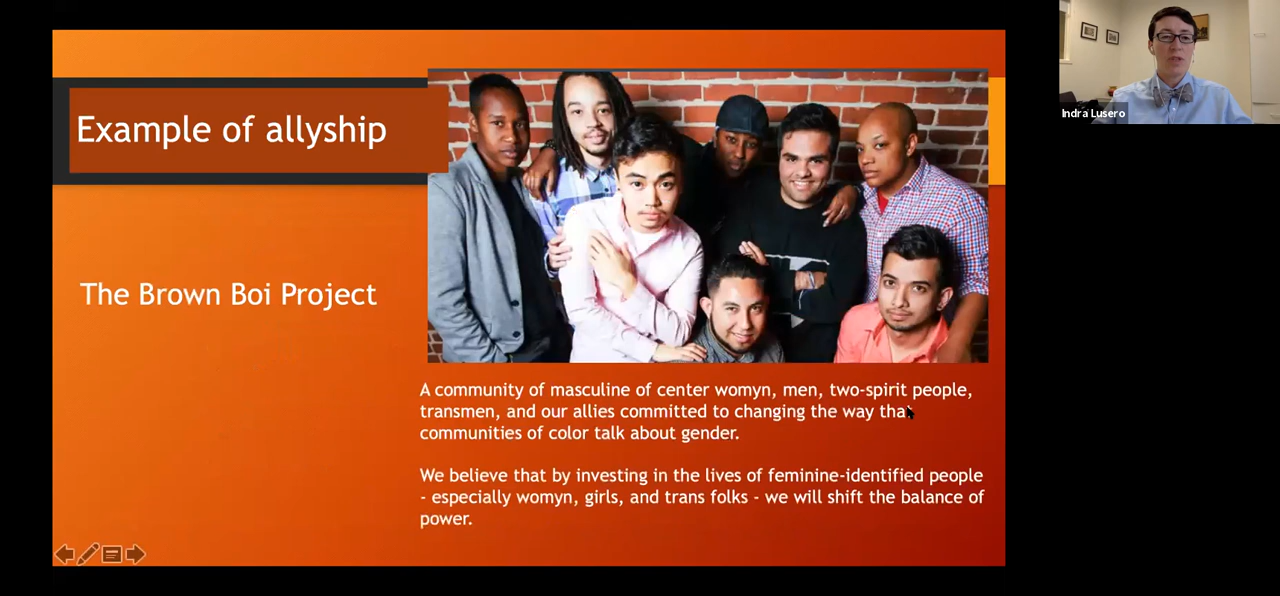 Example of allyship
Indra Lusero
The Brown Boi Project
A community of masculine of center womyn, men, two-spirit people,
transmen, and our allies committed to changing the way that
communities of color talk about gender.
We believe that by investing in the lives of feminine-identified people
- especially womyn, girls, and trans folks - we will shift the balance of
power.